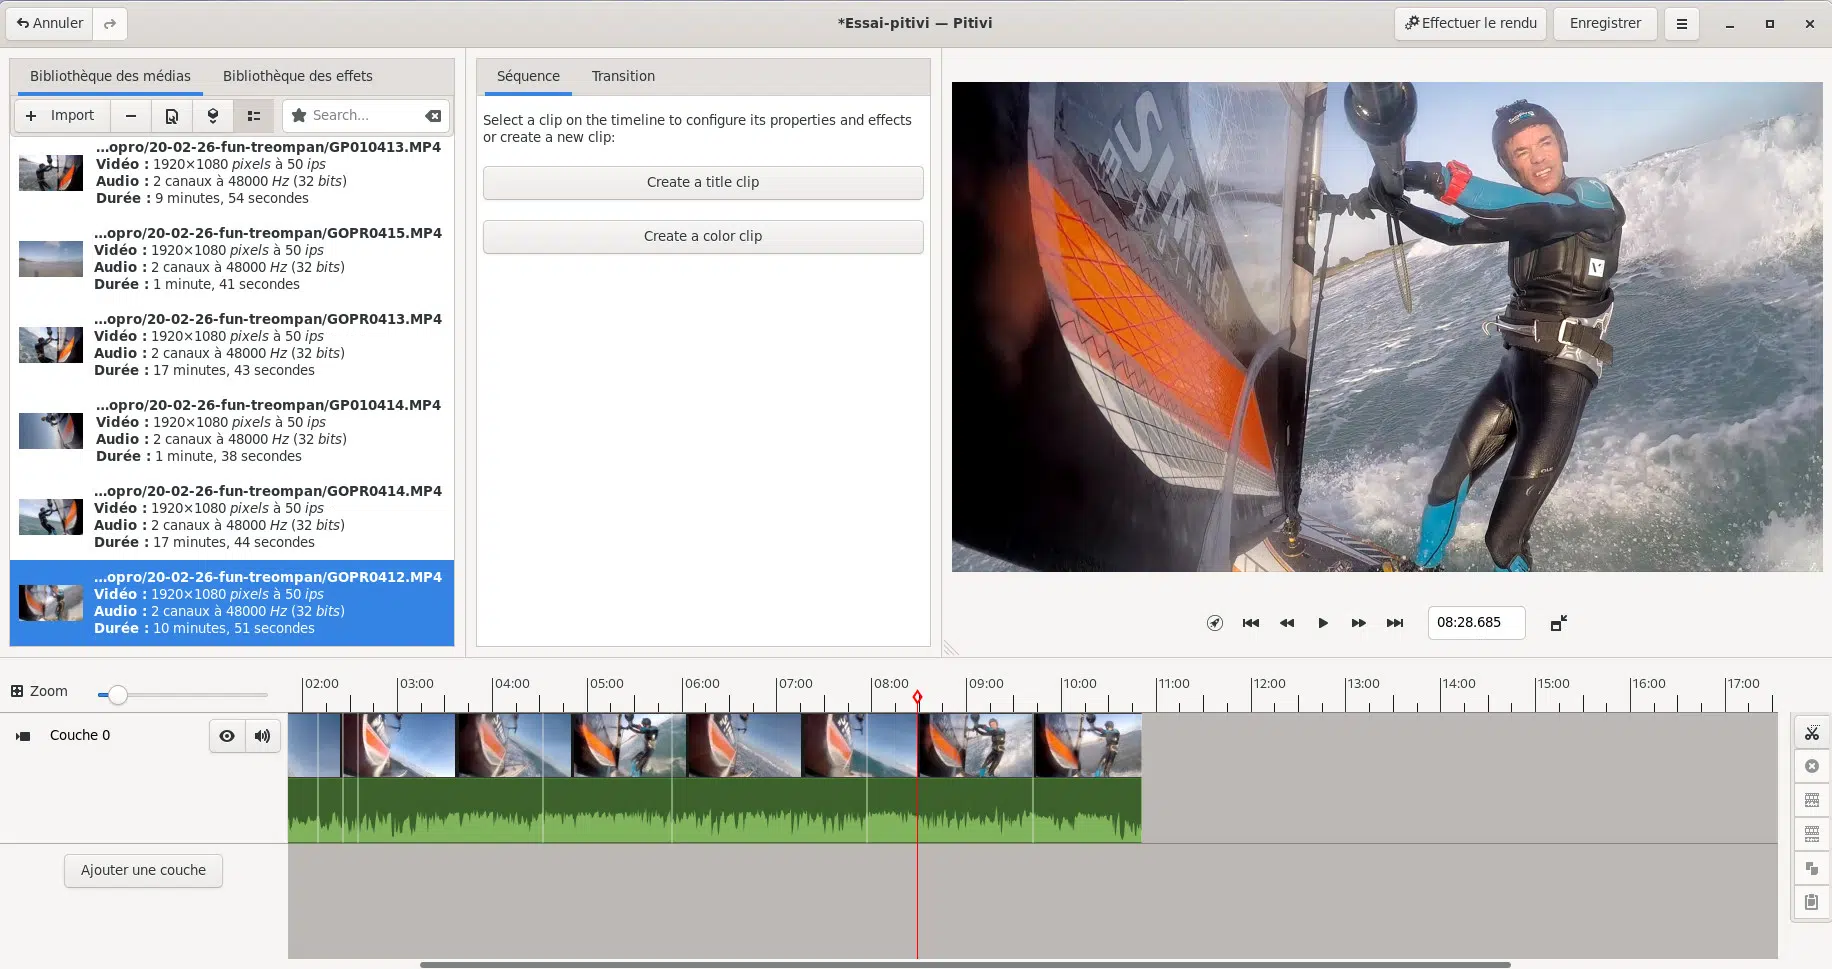 Annuler
*Essai-pitivi — Pitivi
Effectuer le rendu
Enregistrer
Bibliothèque des médias
Bibliothèque des effets
Import
Search...
...opro/20-02-26-fun-treompan/GP010413.MP4
Vidéo : 1920×1080 pixels à 50 ips
Audio : 2 canaux à 48000 Hz (32 bits)
Durée : 9 minutes, 54 secondes
...opro/20-02-26-fun-treompan/GOPR0415.MP4
Vidéo : 1920×1080 pixels à 50 ips
Audio : 2 canaux à 48000 Hz (32 bits)
Durée : 1 minute, 41 secondes
...opro/20-02-26-fun-treompan/GOPR0413.MP4
Vidéo : 1920×1080 pixels à 50 ips
Audio : 2 canaux à 48000 Hz (32 bits)
Durée : 17 minutes, 43 secondes
...opro/20-02-26-fun-treompan/GP010414.MP4
Vidéo : 1920×1080 pixels à 50 ips
Audio : 2 canaux à 48000 Hz (32 bits)
Durée : 1 minute, 38 secondes
...opro/20-02-26-fun-treompan/GOPR0414.MP4
Vidéo : 1920×1080 pixels à 50 ips
Audio : 2 canaux à 48000 Hz (32 bits)
Durée : 17 minutes, 44 secondes
...opro/20-02-26-fun-treompan/GOPR0412.MP4
Vidéo : 1920×1080 pixels à 50 ips
Audio : 2 canaux à 48000 Hz (32 bits)
Durée : 10 minutes, 51 secondes
Séquence
Transition
Select a clip on the timeline to configure its properties and effects
or create a new clip:
Create a title clip
Create a color clip
08:28.685
Zoom
02:00 03:00 04:00 05:00 06:00 07:00 08:00 09:00 10:00 11:00 12:00 13:00 14:00 15:00 16:00 17:00
Couche 0
Ajouter une couche